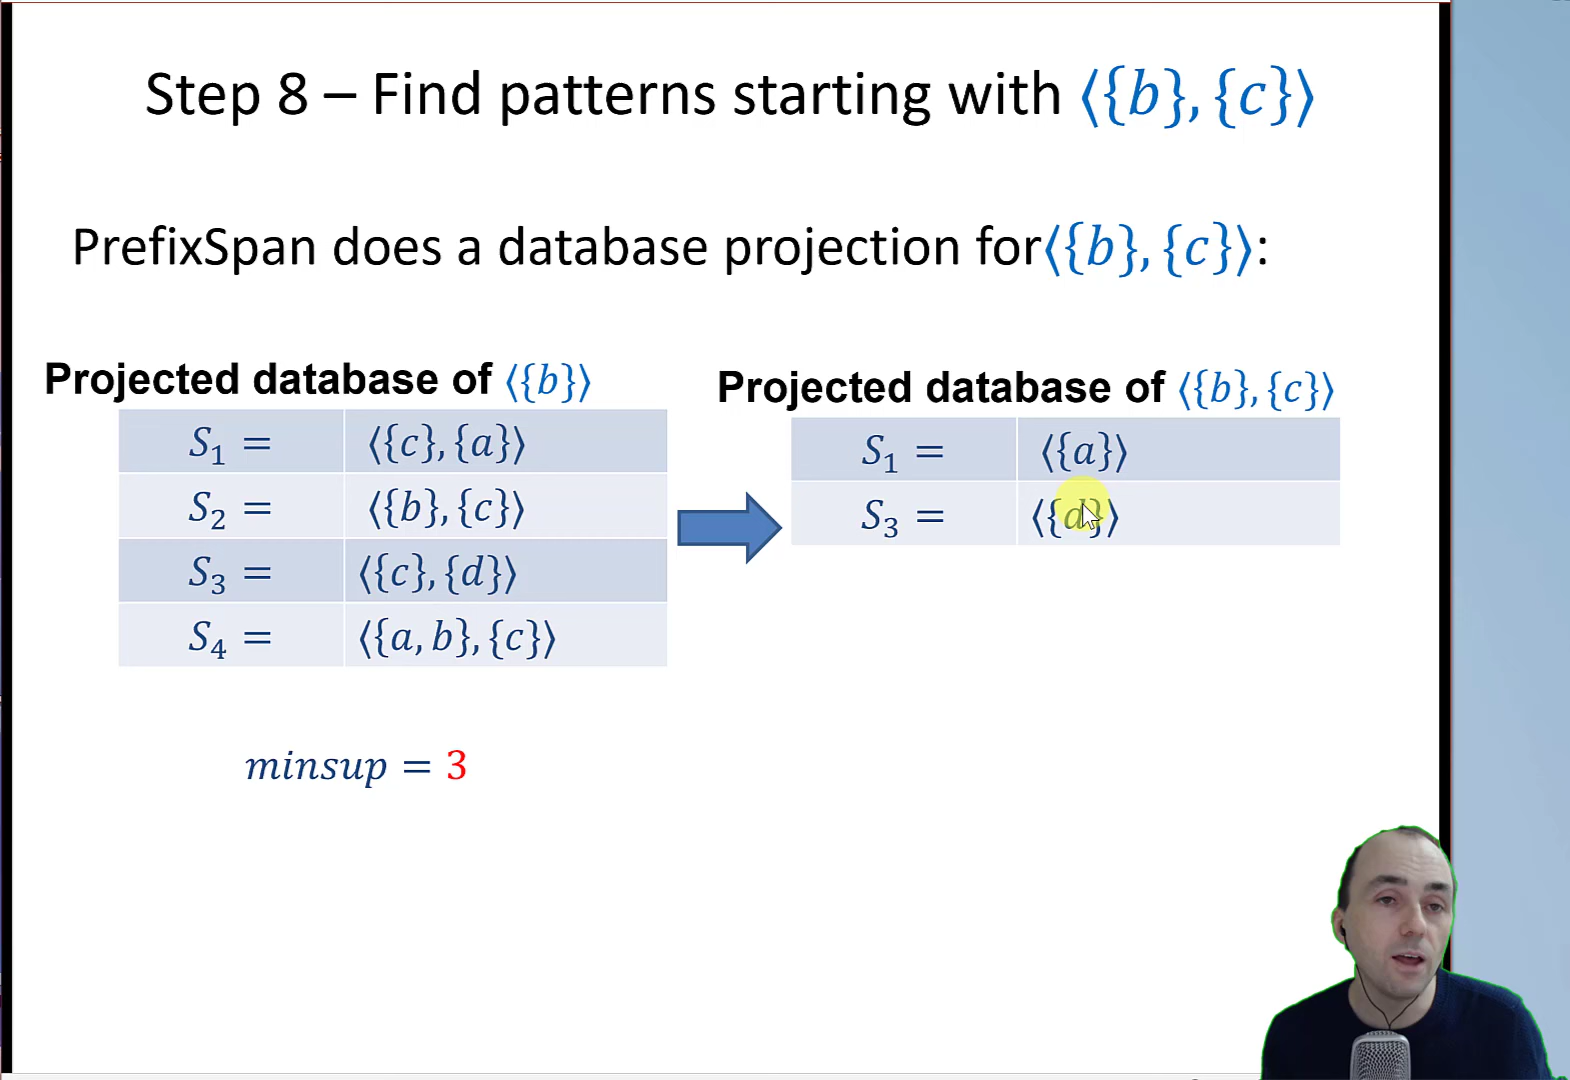 Step 8 – Find patterns starting with ⟨{b}, {c}⟩
PrefixSpan does a database projection for⟨{b}, {c}⟩:
Projected database of ⟨{b}⟩
S₁ = ⟨{c}, {a}⟩
S₂ = ⟨{b}, {c}⟩
S₃ = ⟨{c}, {d}⟩
S₄ = ⟨{a, b}, {c}⟩
minsup = 3
Projected database of ⟨{b}, {c}⟩
S₁ = ⟨{a}⟩
S₃ = ⟨{d}⟩